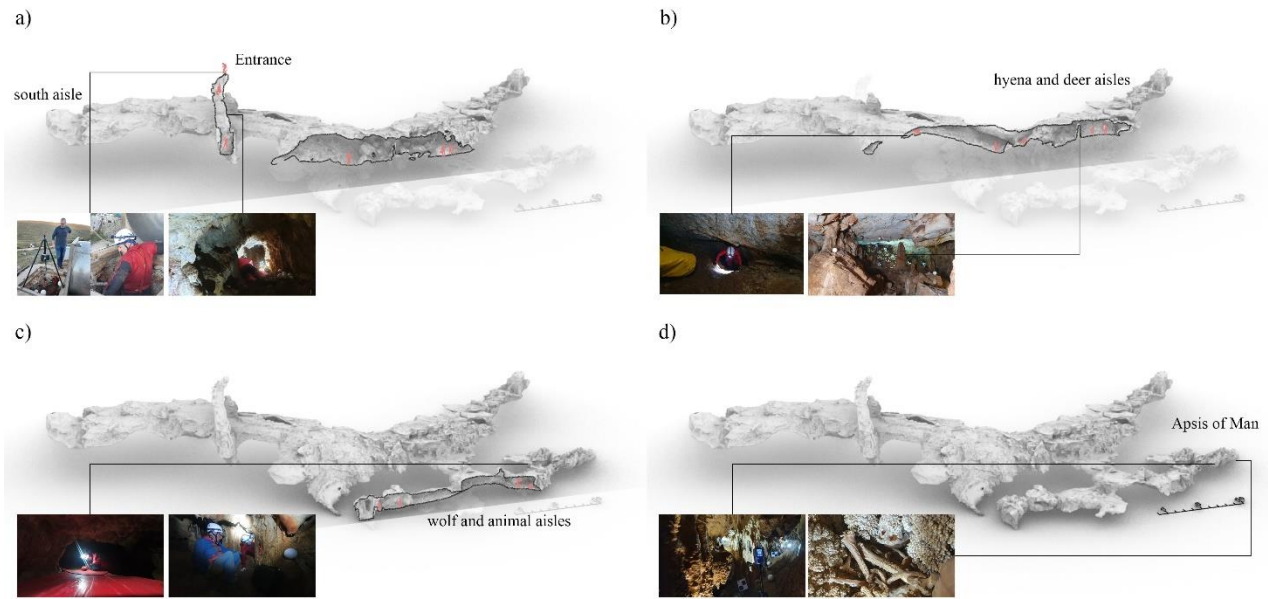 a)
Entrance
south aisle
b)
hyena and deer aisles
c)
wolf and animal aisles
d)
Apsis of Man